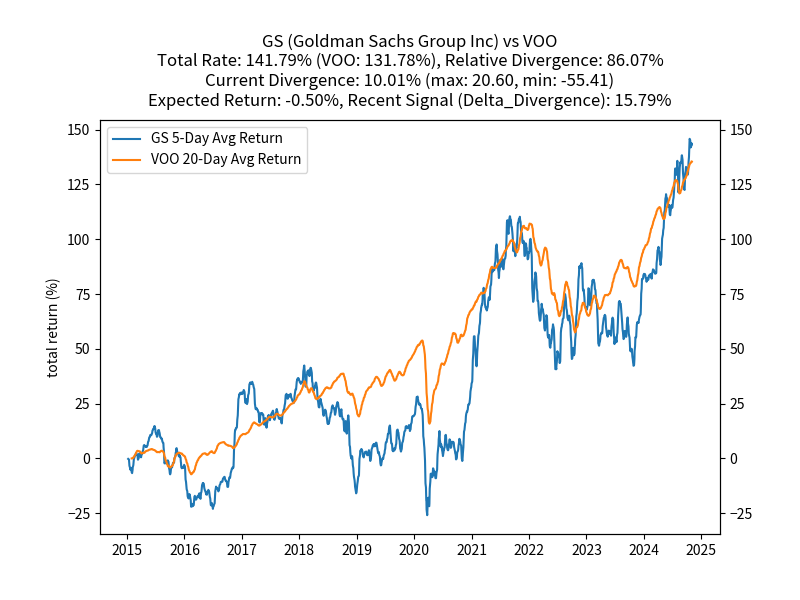 GS (Goldman Sachs Group Inc) vs VOO
Total Rate: 141.79% (VOO: 131.78%), Relative Divergence: 86.07%
Current Divergence: 10.01% (max: 20.60, min: -55.41)
Expected Return: -0.50%, Recent Signal (Delta_Divergence): 15.79%
GS 5-Day Avg Return
VOO 20-Day Avg Return
total return (%)
150
125
100
75
50
25
0
−25
150
125
100
75
50
25
0
−25
2015 2016 2017 2018 2019 2020 2021 2022 2023 2024 2025